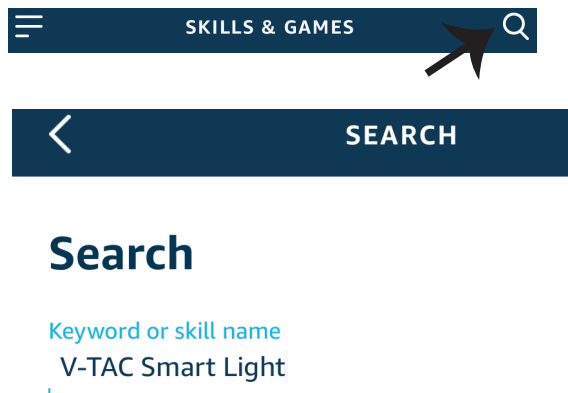 SKILLS & GAMES
SEARCH
Search
Keyword or skill name
V-TAC Smart Light